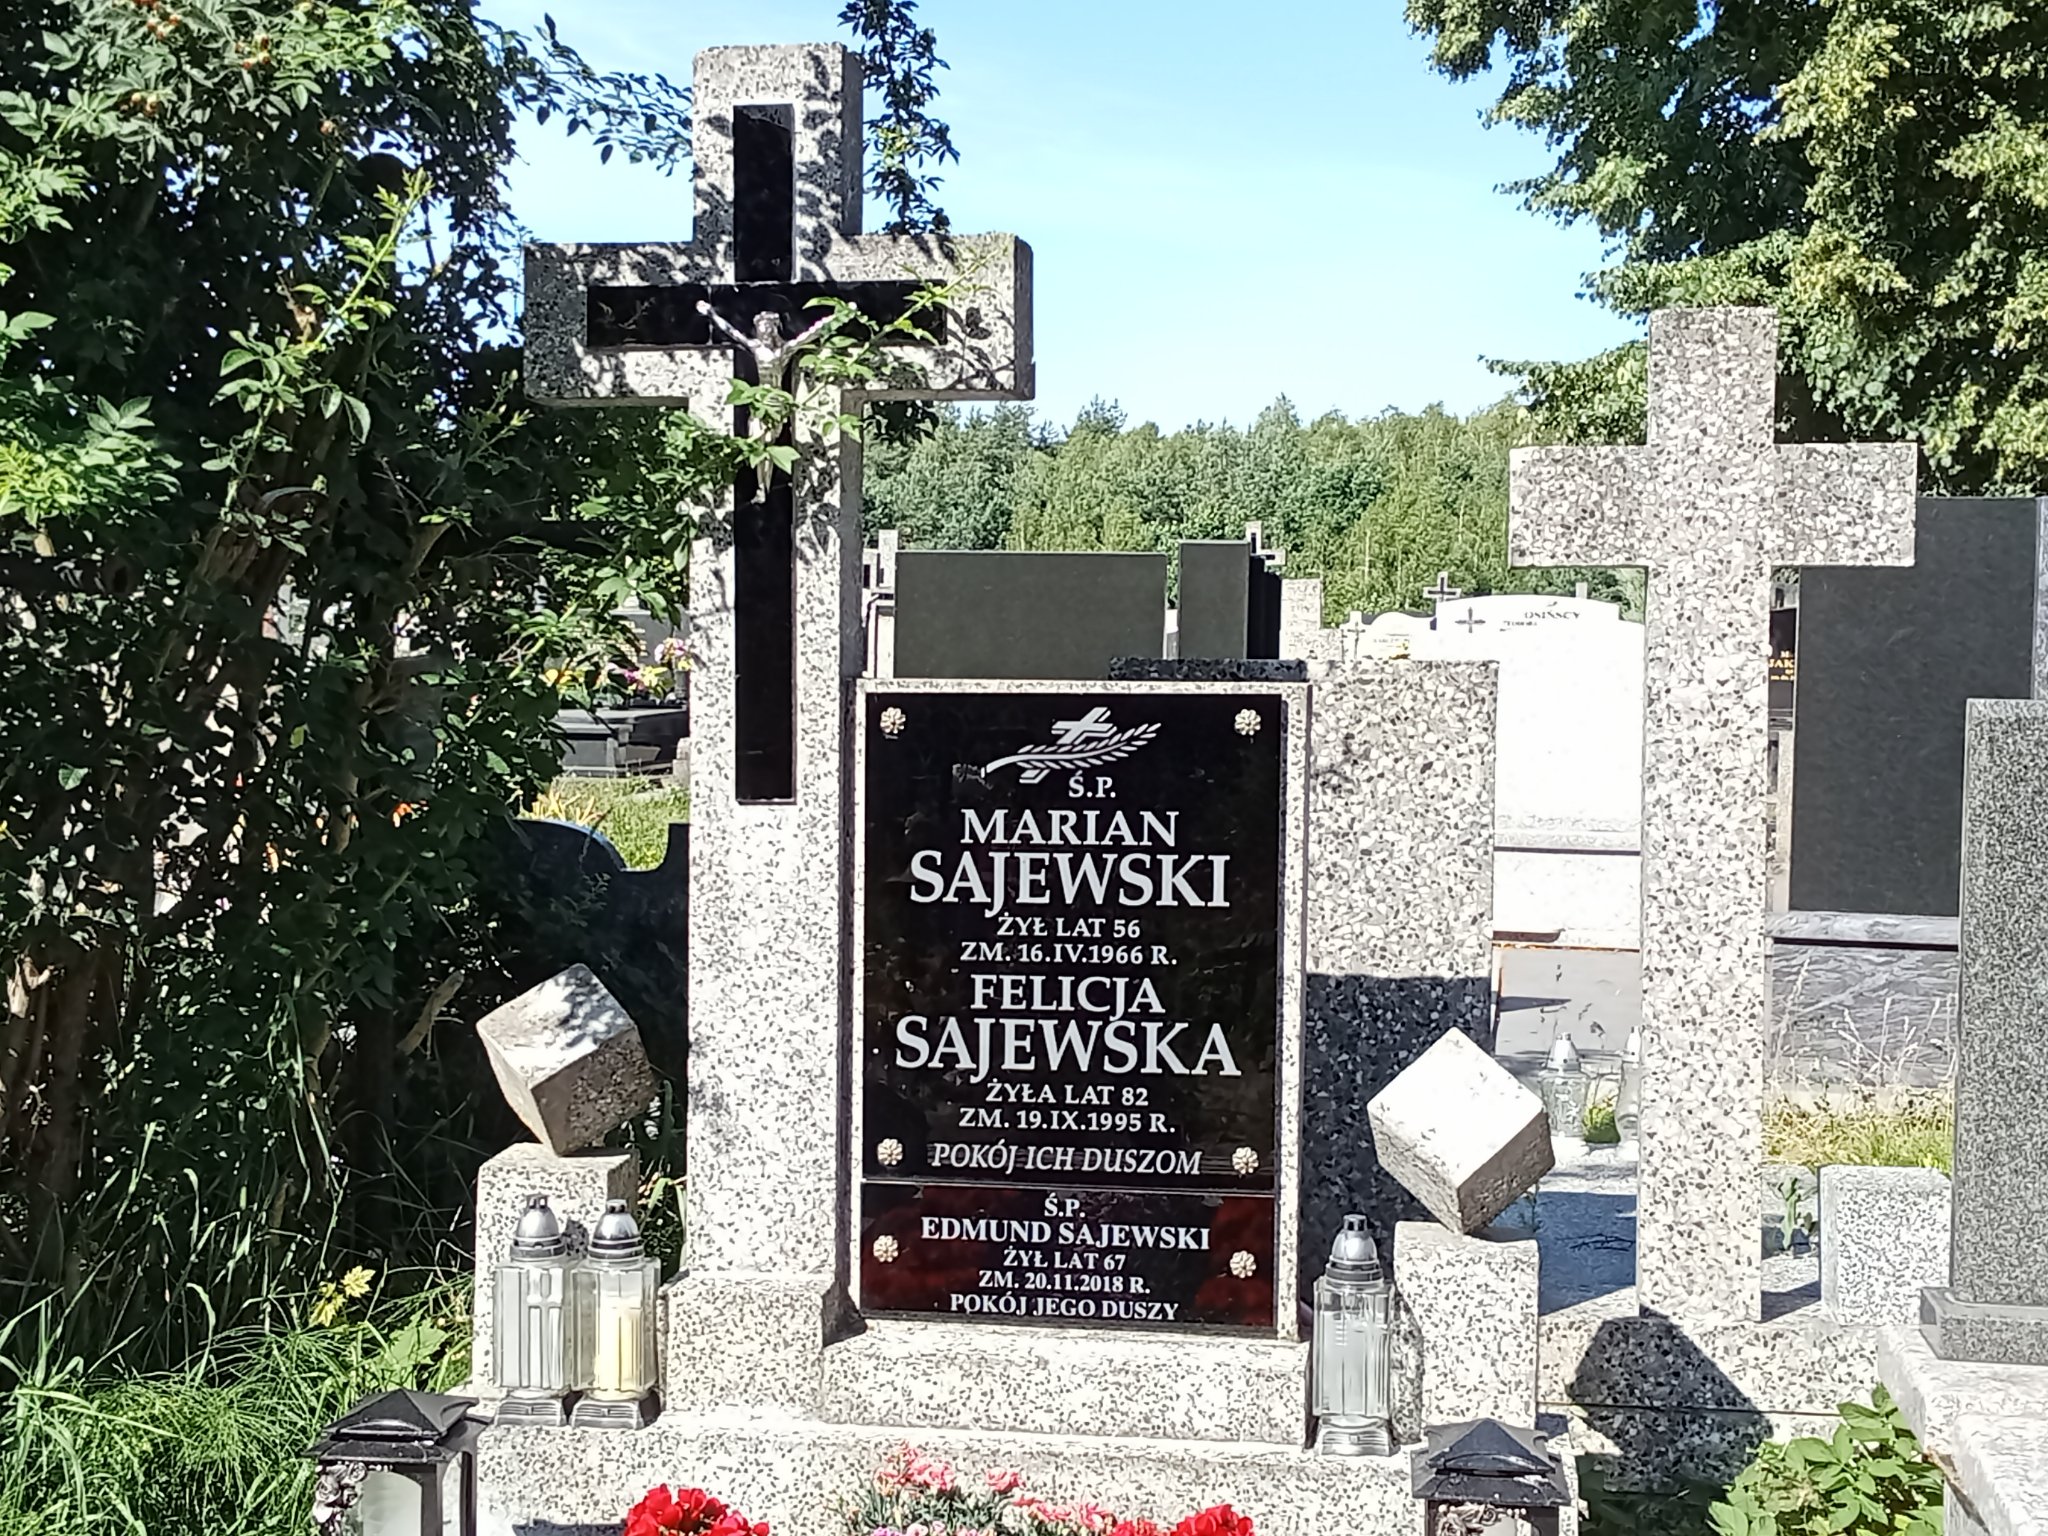 Ś.P.
MARIAN
SAJEWSKI
ŻYŁ LAT 56
ZM. 16.IV.1966 R.
FELICJA
SAJEWSKA
ŻYŁA LAT 82
ZM. 19.IX.1995 R.
POKÓJ ICH DUSZOM
Ś.P.
EDMUND SAJEWSKI
ŻYŁ LAT 67
ZM. 20.11.2018 R.
POKÓJ JEGO DUSZY